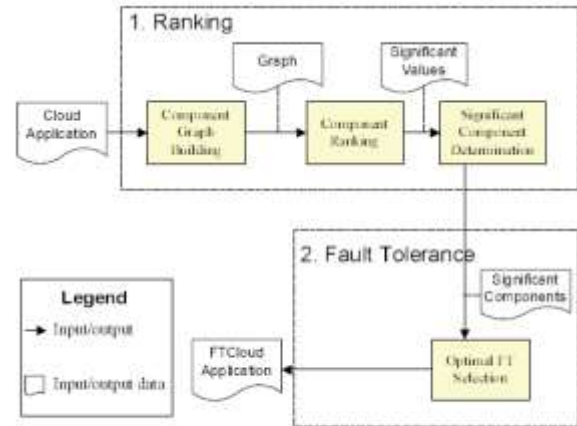 1. Ranking
Graph
Significant
Values
Cloud
Application
Component
Graph
Building
Component
Ranking
Significant
Component
Determination
2. Fault Tolerance
Significant
Components
Legend
Input/output
Input/output data
FTCloud
Application
Optimal FT
Selection